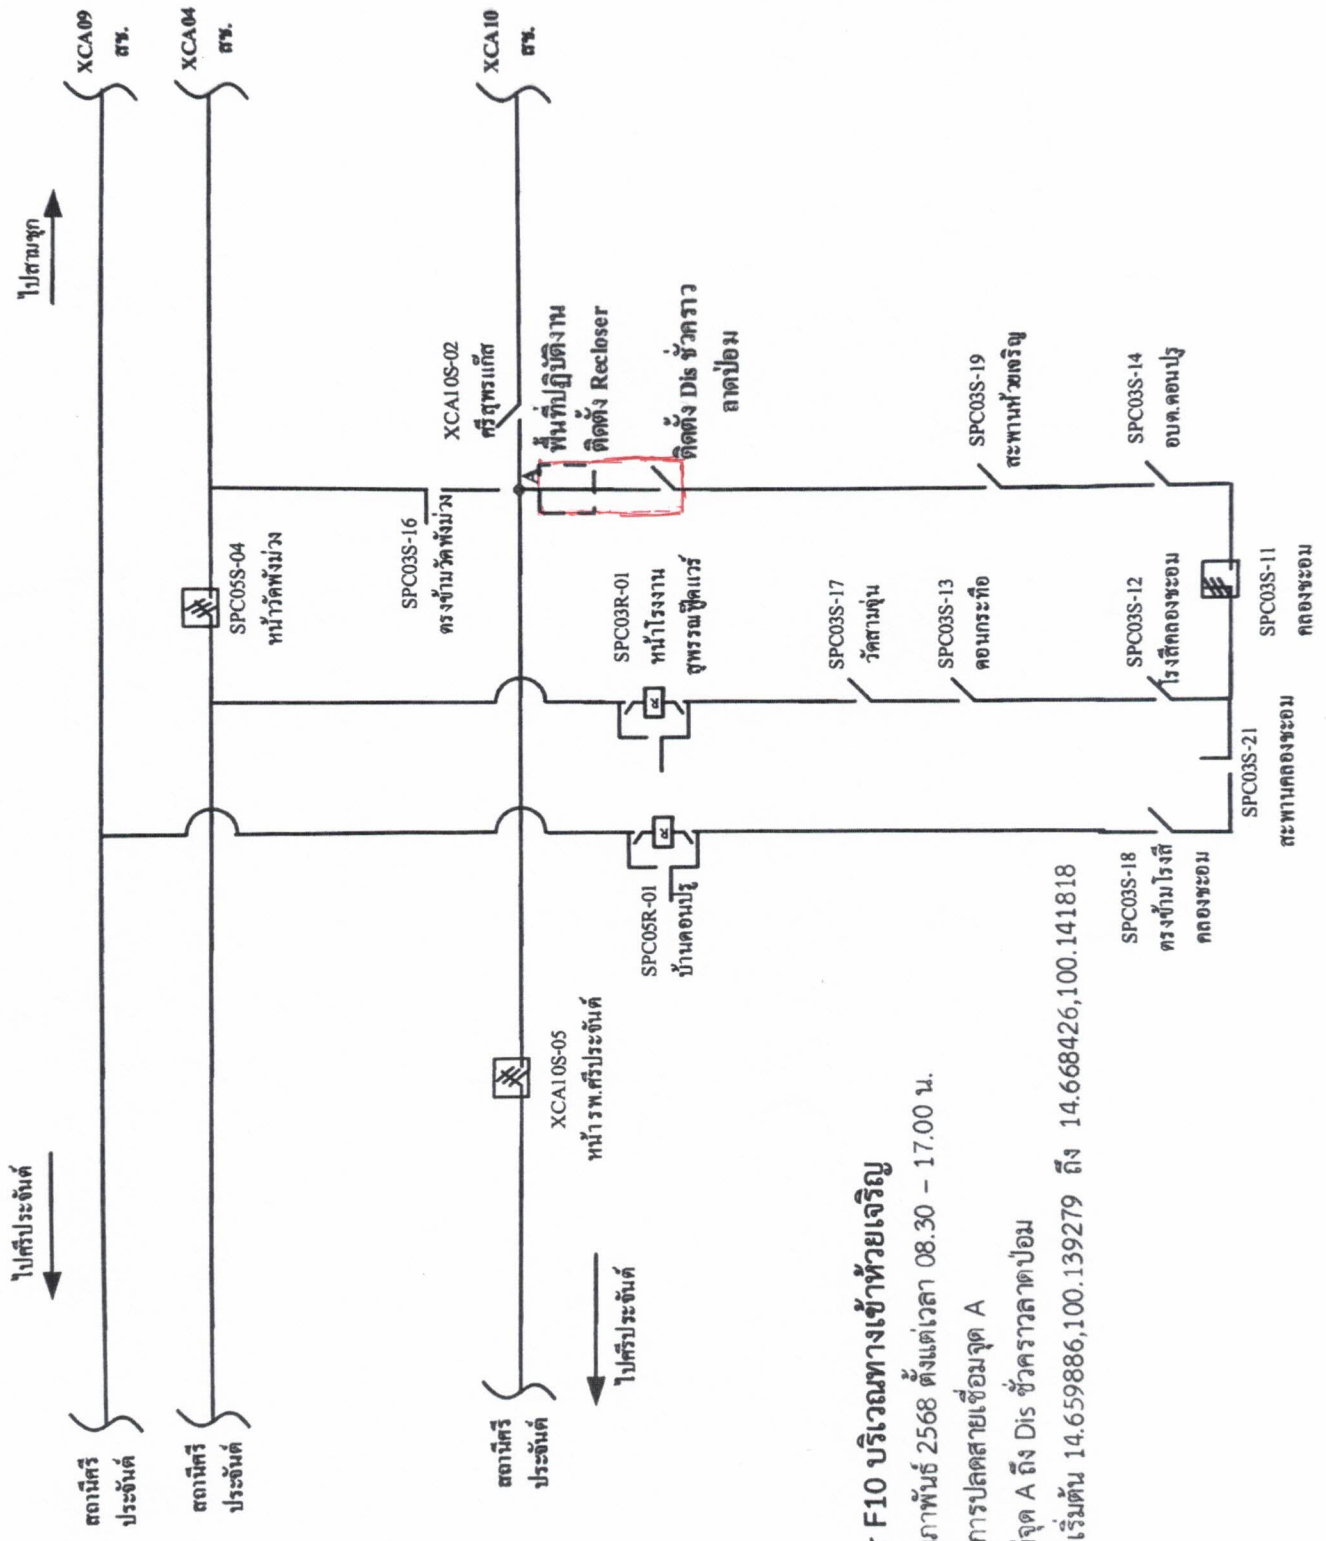 XCA09
สช.
XCA04
สช.
XCA10
สช.
ไปสามชุก
ไปศรีประจันต์
สถานีศรี
ประจันต์
สถานีศรี
ประจันต์
สถานีศรี
ประจันต์
ไปศรีประจันต์
SPC05S-04
หน้าวัดพังม่วง
SPC03S-16
ตรงข้ามวัดพังม่วง
XCA10S-02
ศรีสุพรแก๊ส
A
พื้นที่ปฏิบัติงาน
ติดตั้ง Recloser
ติดตั้ง Dis ชั่วคราว
ลาดป่อม
XCA10S-05
หน้า รพ.ศรีประจันต์
SPC03R-01
หน้าโรงงาน
สุพรรณฟู๊ดแวร์
R
SPC05R-01
บ้านดอนปรู
R
SPC03S-17
วัดสามจุ่น
SPC03S-13
ดอนกระทือ
SPC03S-12
โรงสีคลองชะอม
SPC03S-19
สะพานห้วยเจริญ
SPC03S-14
อบต.ดอนปรู
SPC03S-11
คลองชะอม
SPC03S-21
สะพานคลองชะอม
SPC03S-18
ตรงข้ามโรงสี
คลองชะอม
F10 บริเวณทางเข้าห้วยเจริญ
2568 ตั้งแต่เวลา 08.30 – 17.00 น.
การปลดสายเชื่อมจุด A
จุด A ถึง Dis ชั่วคราวลาดป่อม
เริ่มต้น 14.659886,100.139279 ถึง 14.668426,100.141818